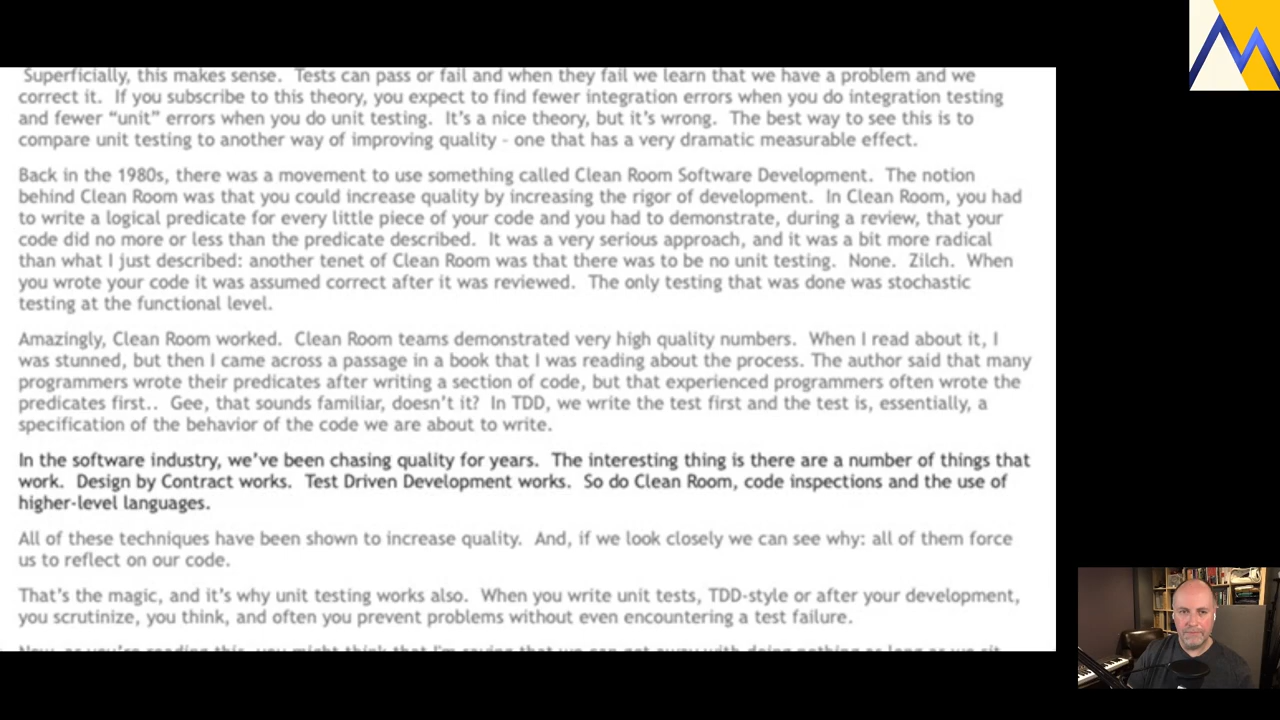 Superficially, this makes sense.  Tests can pass or fail and when they fail we learn that we have a problem and we
correct it.  If you subscribe to this theory, you expect to find fewer integration errors when you do integration testing
and fewer “unit” errors when you do unit testing.  It’s a nice theory, but it’s wrong.  The best way to see this is to
compare unit testing to another way of improving quality - one that has a very dramatic measurable effect.
Back in the 1980s, there was a movement to use something called Clean Room Software Development.  The notion
behind Clean Room was that you could increase quality by increasing the rigor of development.  In Clean Room, you had
to write a logical predicate for every little piece of your code and you had to demonstrate, during a review, that your
code did no more or less than the predicate described.  It was a very serious approach, and it was a bit more radical
than what I just described: another tenet of Clean Room was that there was to be no unit testing.  None.  Zilch.  When
you wrote your code it was assumed correct after it was reviewed.  The only testing that was done was stochastic
testing at the functional level.
Amazingly, Clean Room worked.  Clean Room teams demonstrated very high quality numbers.  When I read about it, I
was stunned, but then I came across a passage in a book that I was reading about the process. The author said that many
programmers wrote their predicates after writing a section of code, but that experienced programmers often wrote the
predicates first..  Gee, that sounds familiar, doesn’t it?  In TDD, we write the test first and the test is, essentially, a
specification of the behavior of the code we are about to write.
In the software industry, we’ve been chasing quality for years.  The interesting thing is there are a number of things that
work.  Design by Contract works.  Test Driven Development works.  So do Clean Room, code inspections and the use of
higher-level languages.
All of these techniques have been shown to increase quality.  And, if we look closely we can see why: all of them force
us to reflect on our code.
That’s the magic, and it’s why unit testing works also.  When you write unit tests, TDD-style or after your development,
you scrutinize, you think, and often you prevent problems without even encountering a test failure.